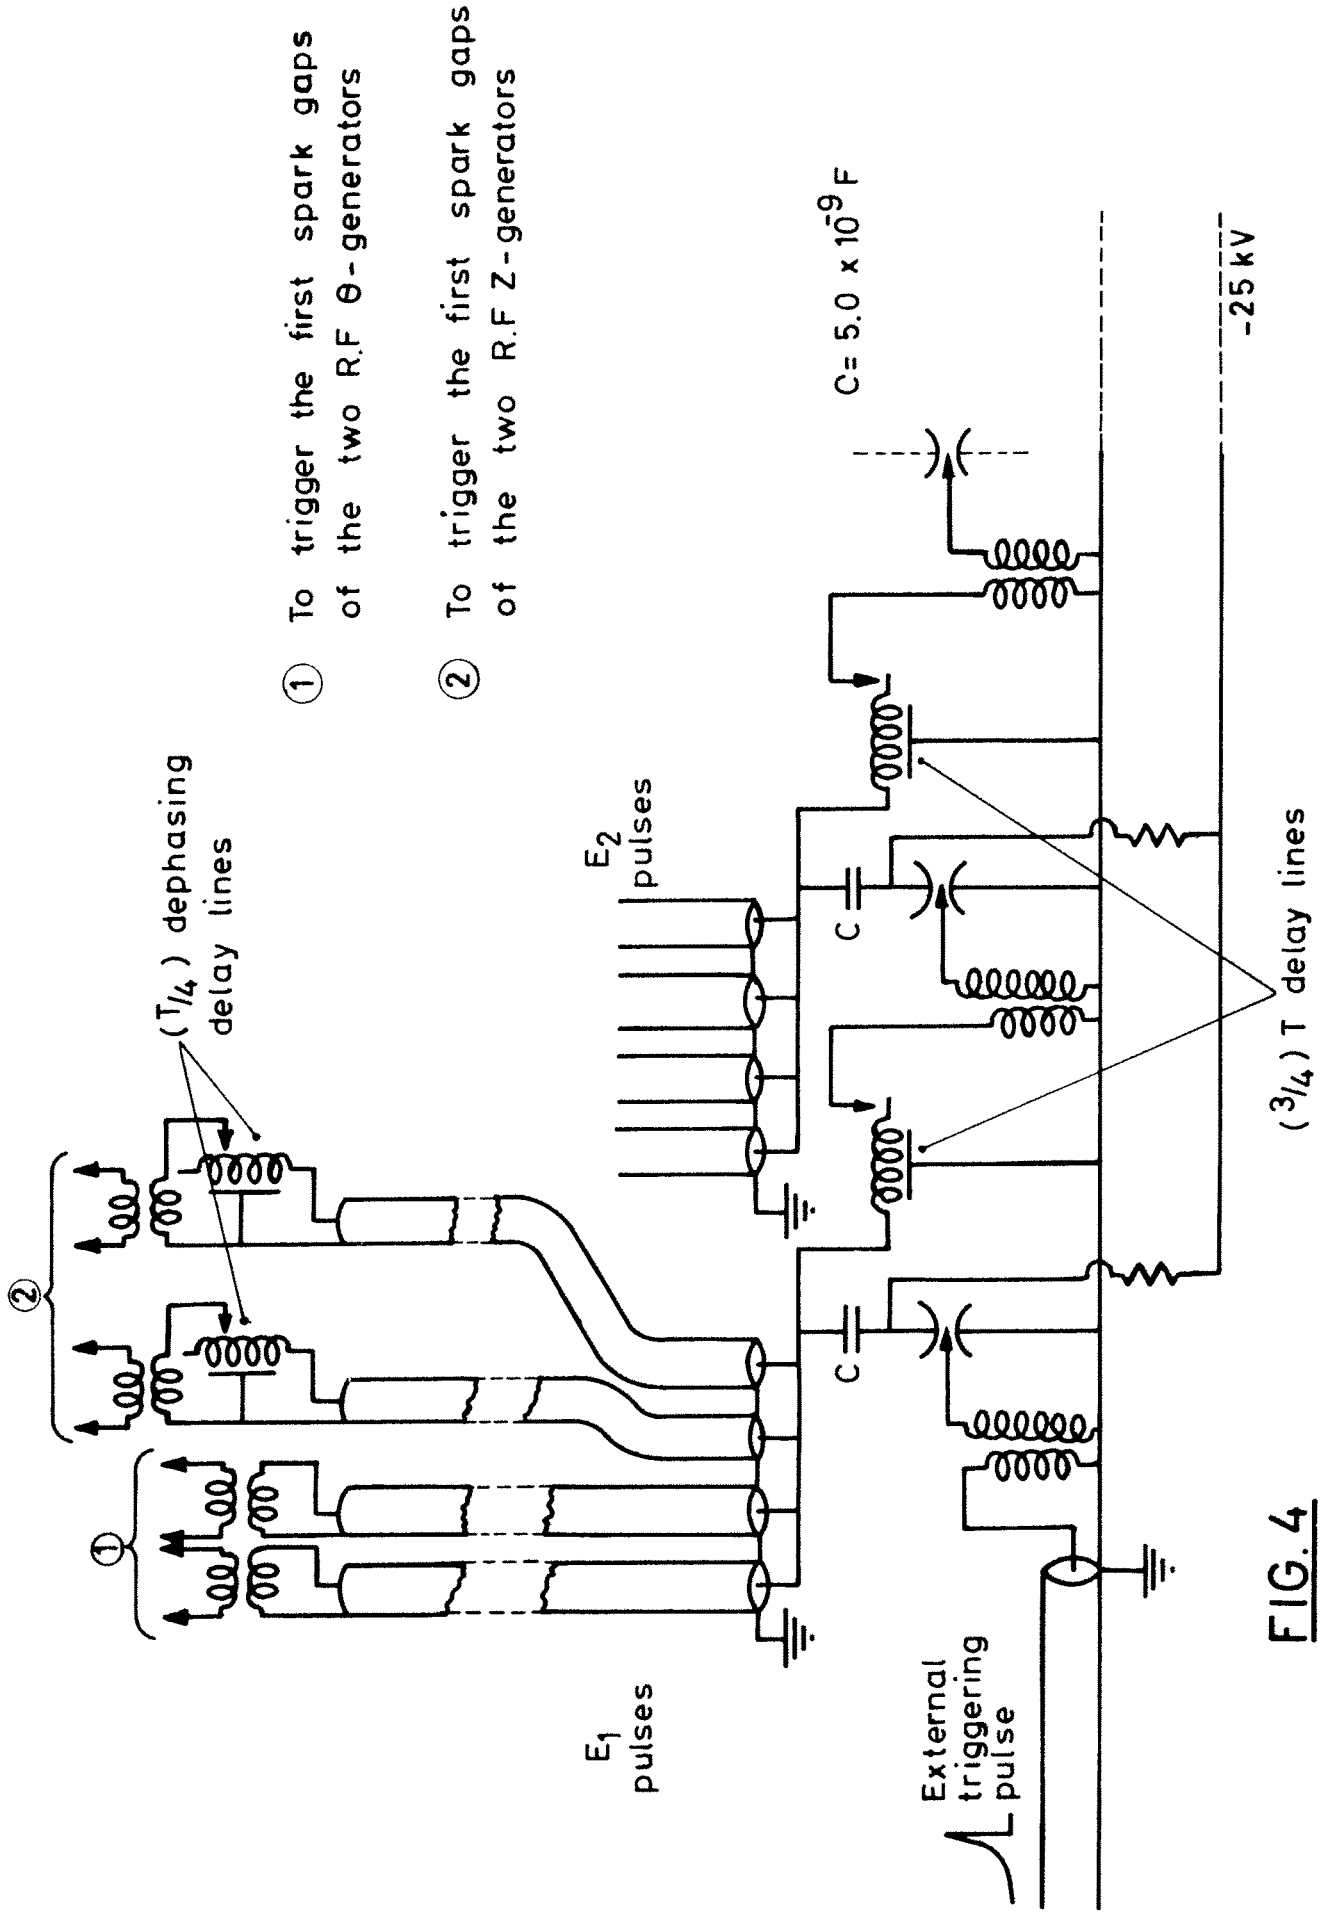 ②
①
(T/4) dephasing
delay lines
① To trigger the first spark gaps
of the two R.F θ-generators
② To trigger the first spark gaps
of the two R.F Z-generators
E1
pulses
E2
pulses
C = 5.0 x 10⁻⁹ F
C
C
External
triggering
pulse
-25 kV
(3/4) T delay lines
FIG. 4